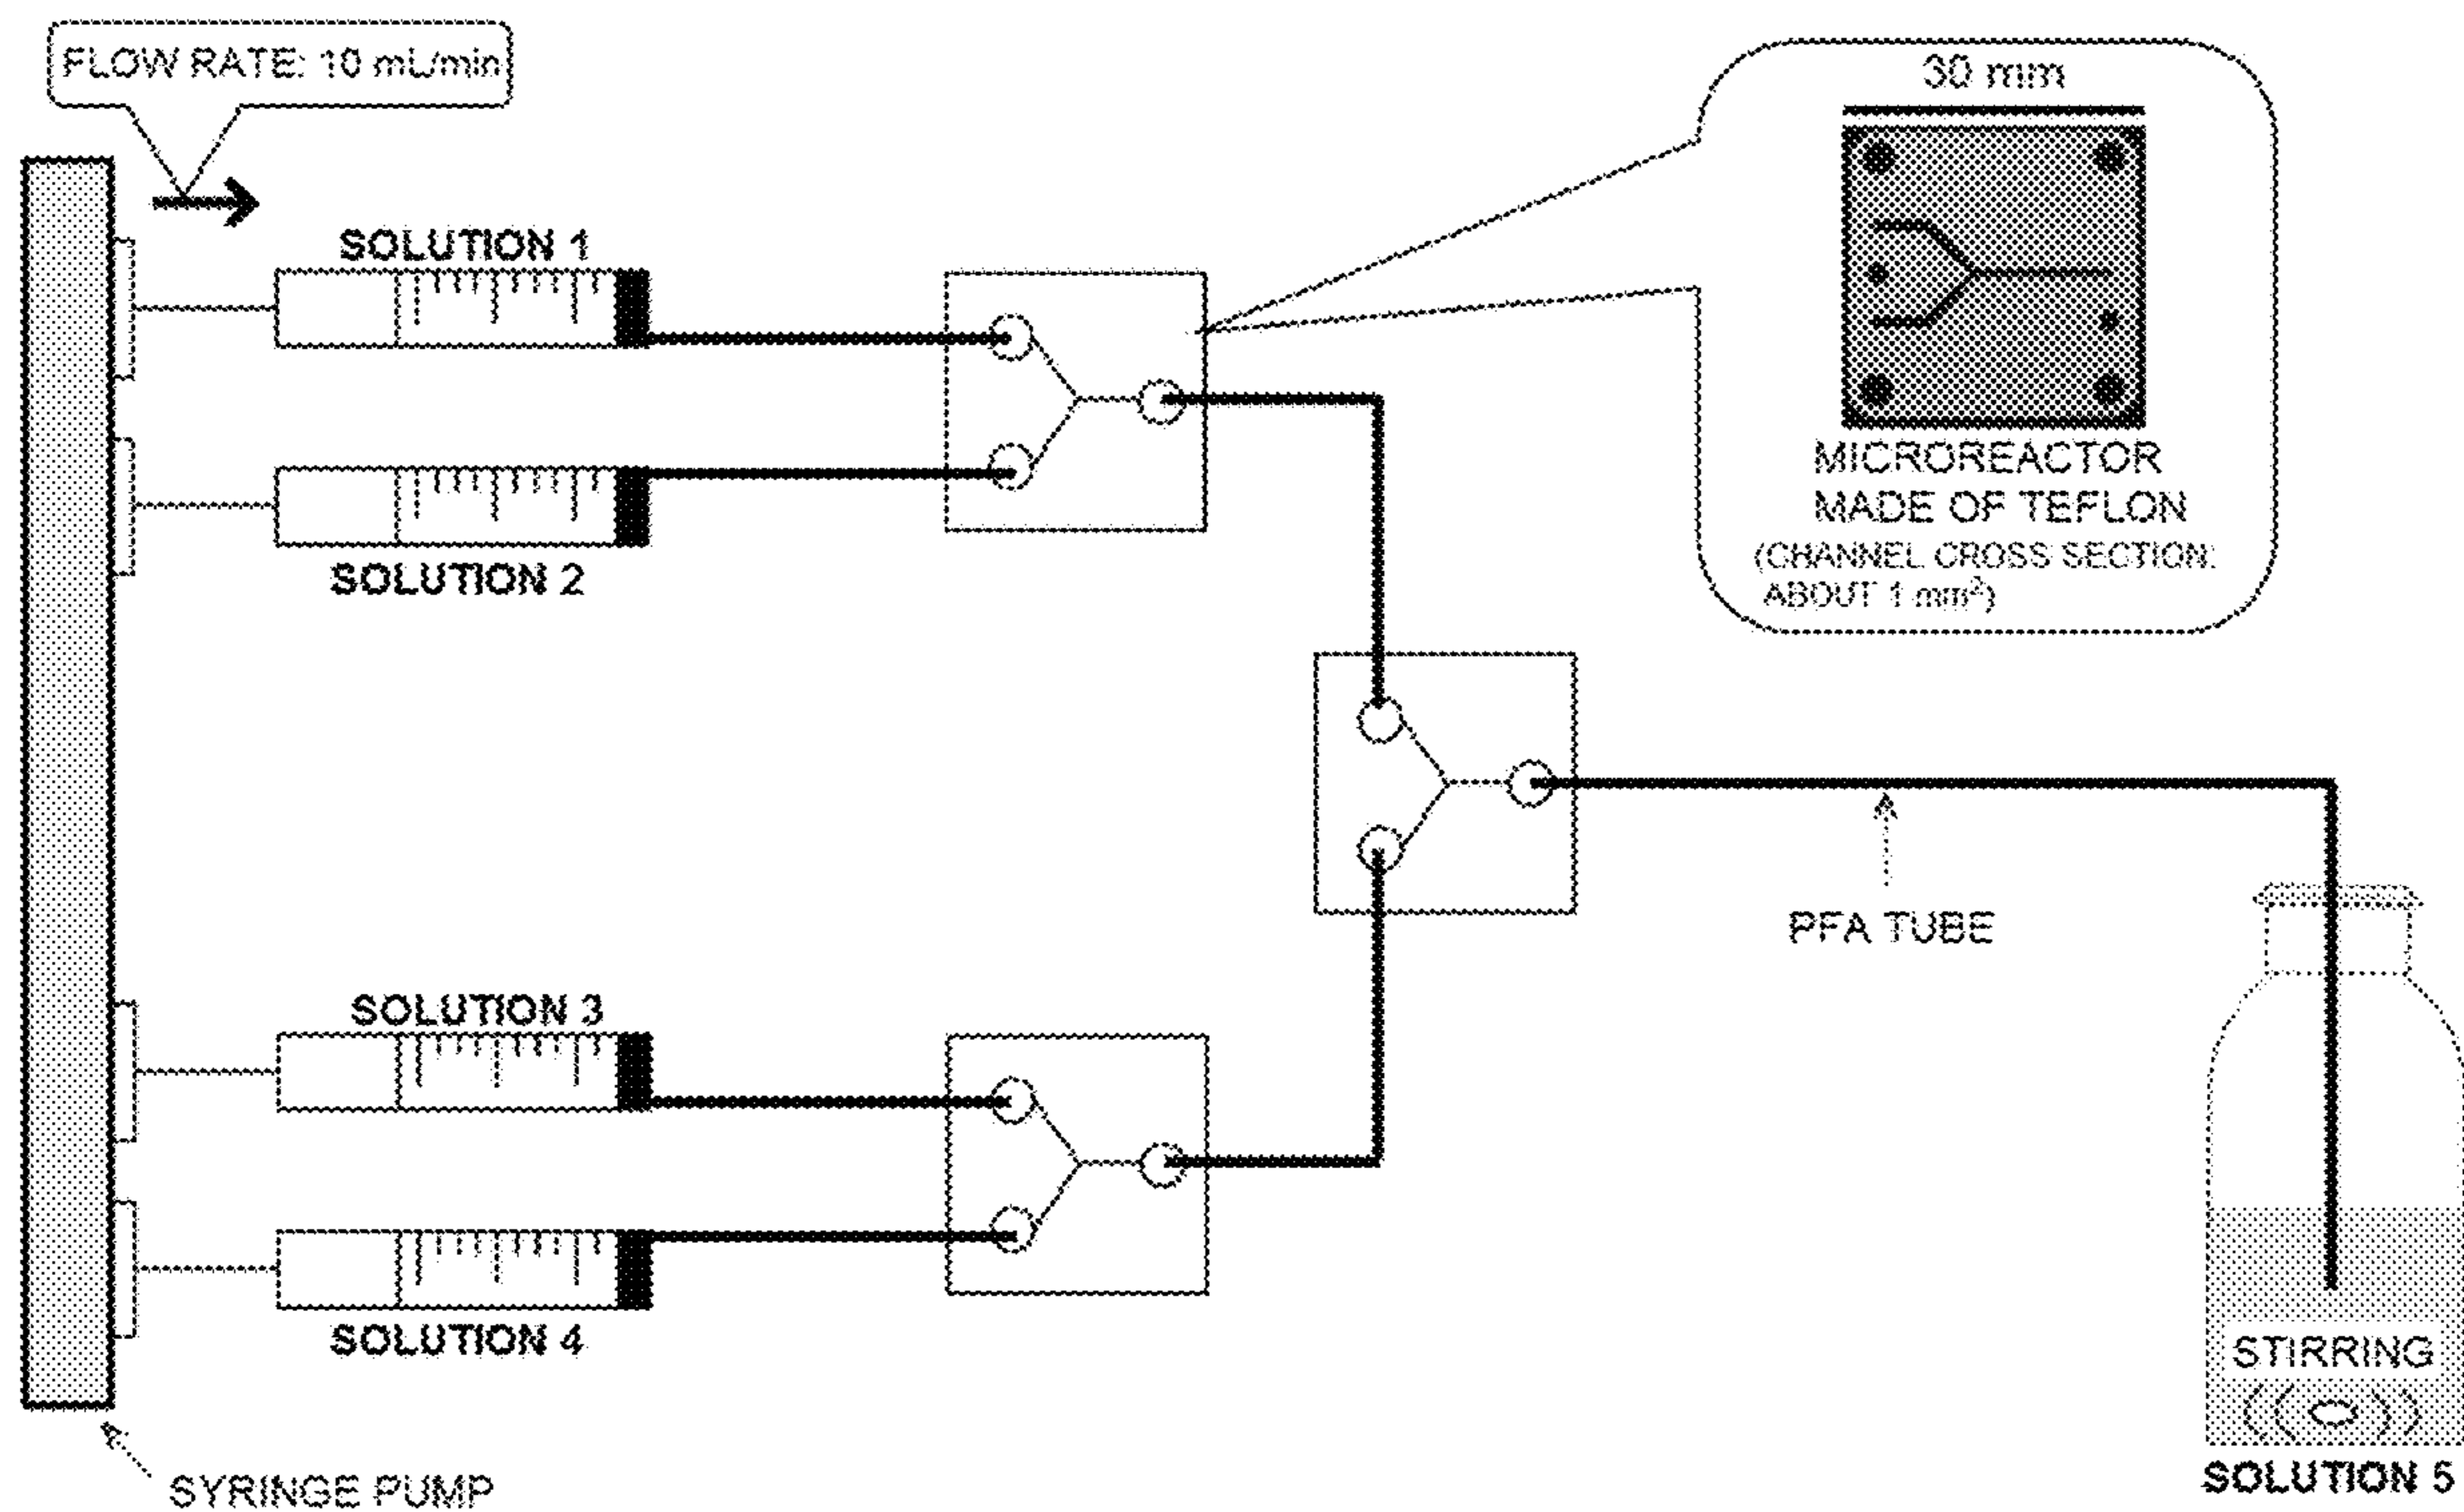 FLOW RATE: 10 mL/min
30 mm
SOLUTION 1
MICROREACTOR
MADE OF TEFLON
(CHANNEL CROSS SECTION:
ABOUT 1 mm²)
SOLUTION 2
PFA TUBE
SOLUTION 3
SOLUTION 4
STIRRING
SOLUTION 5
SYRINGE PUMP